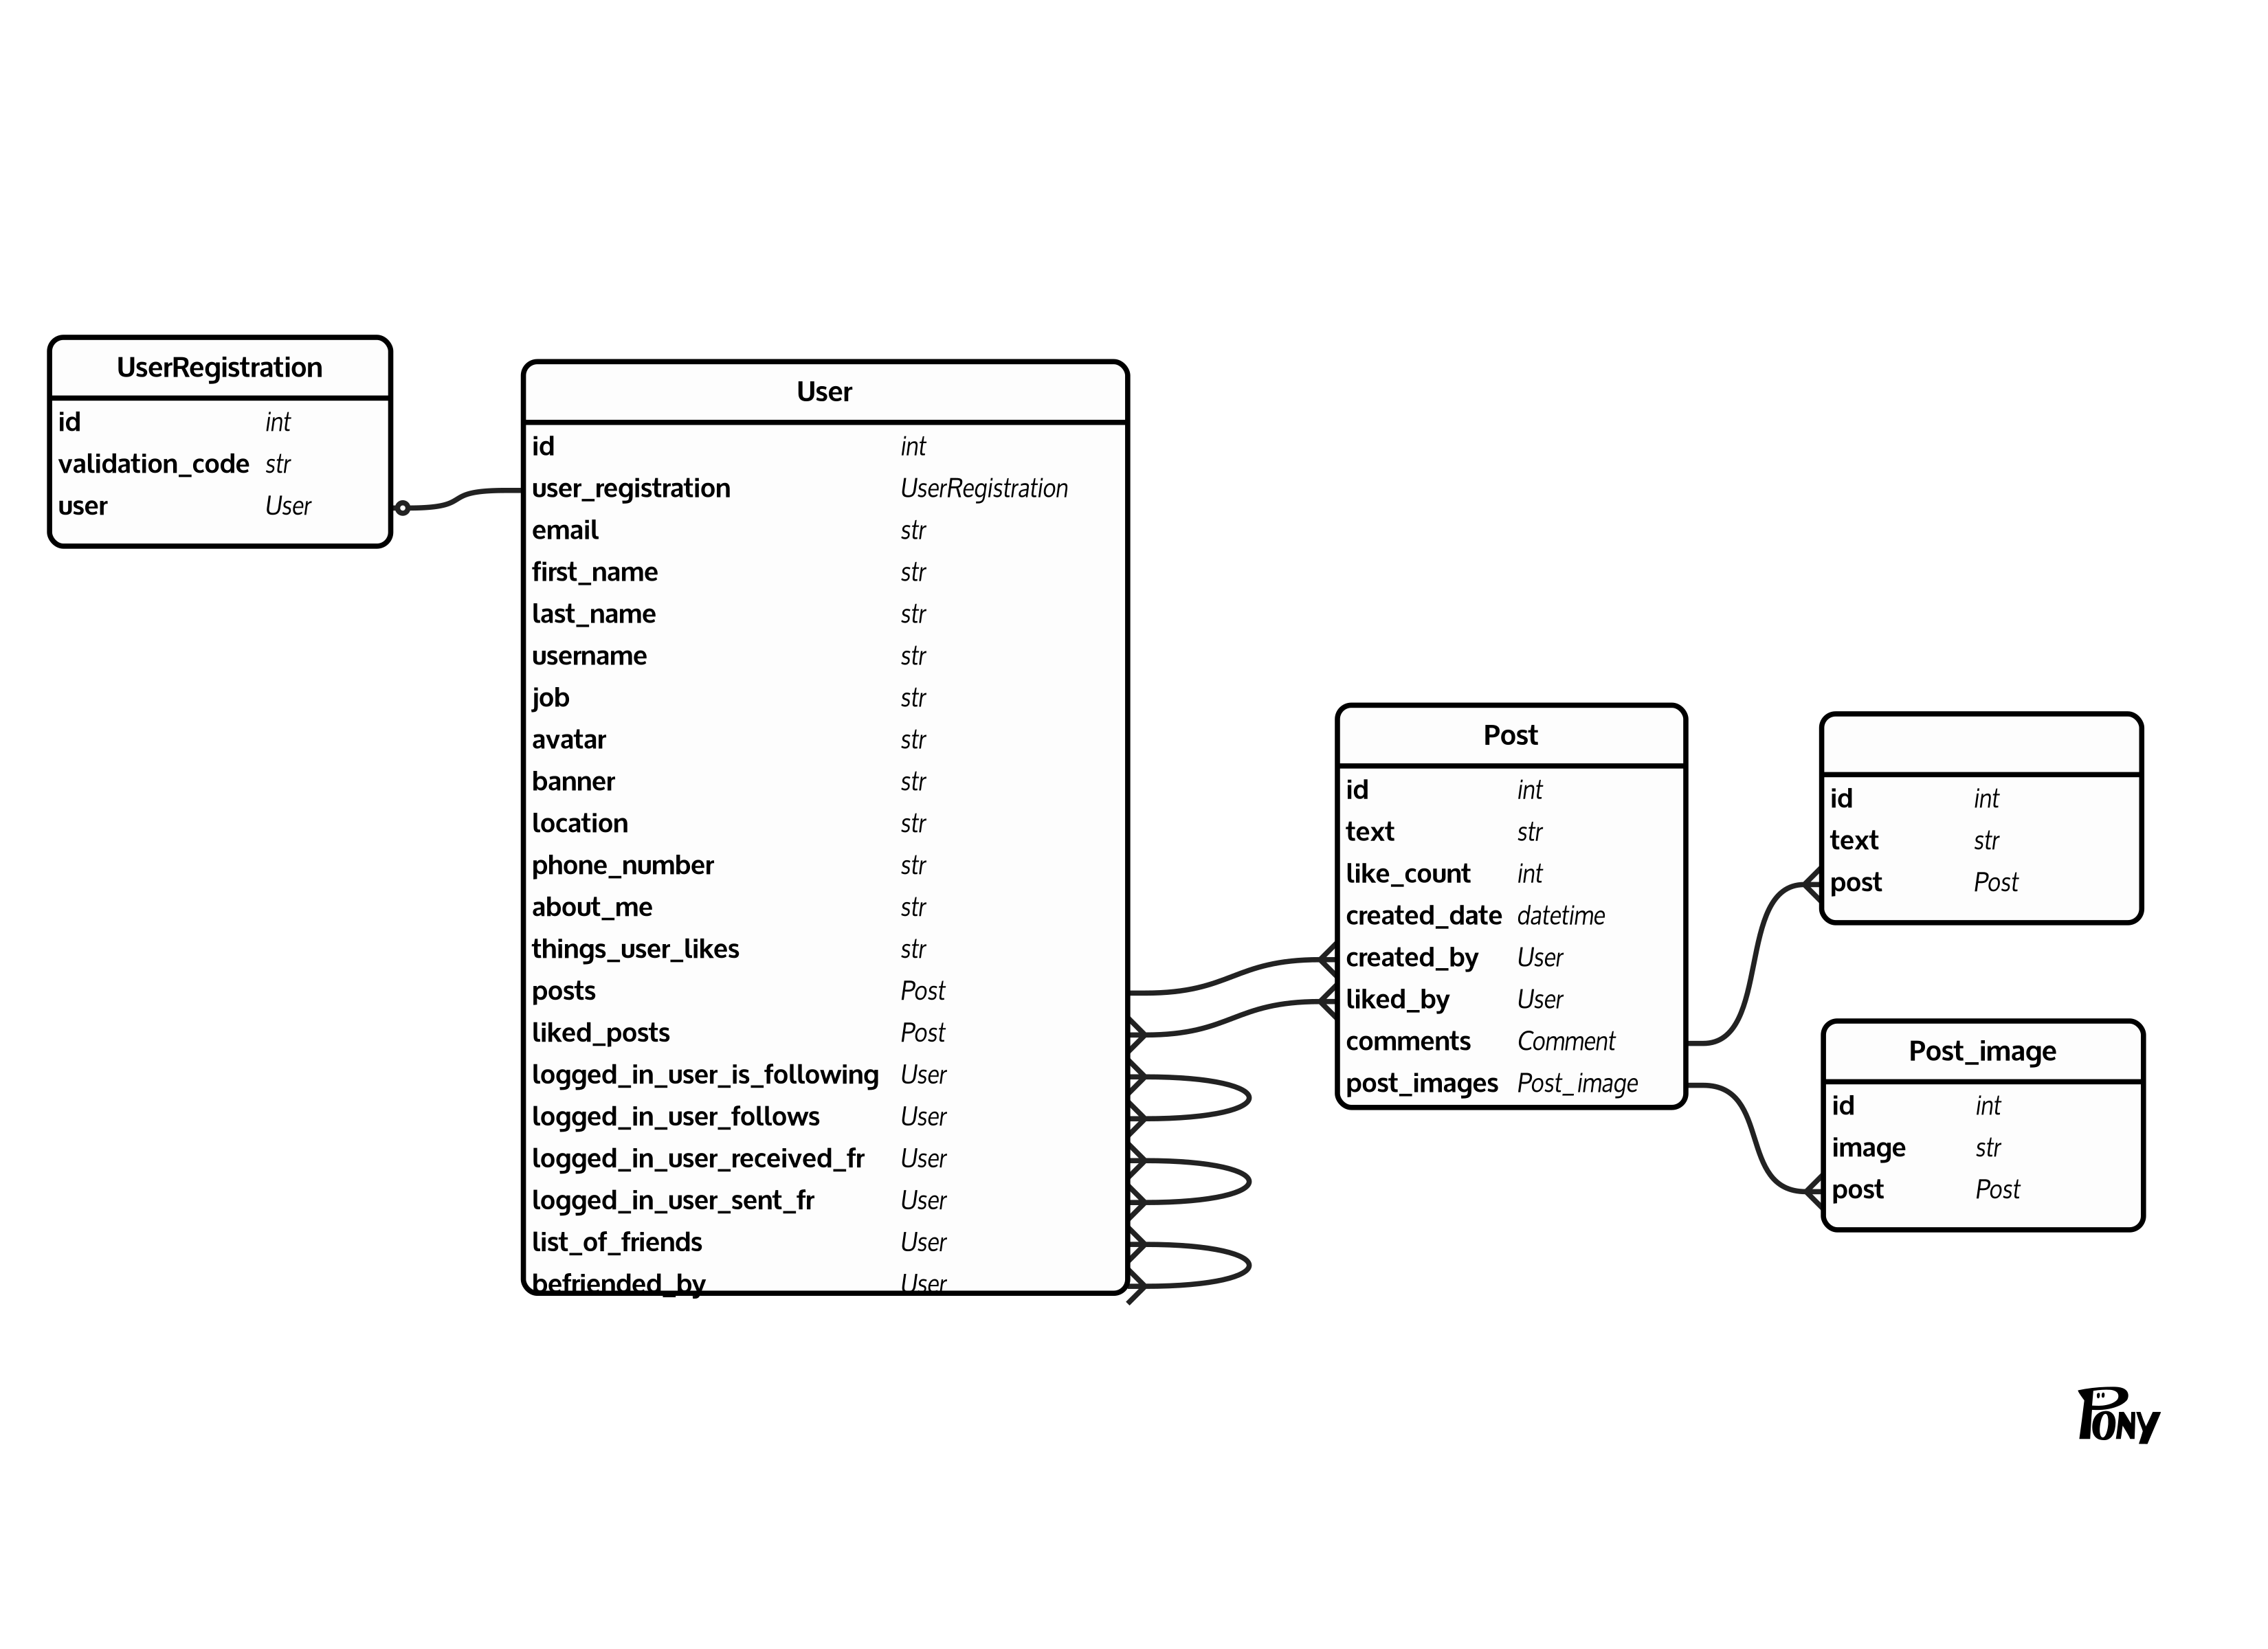 UserRegistration
id int
validation_code str
user User
User
id int
user_registration UserRegistration
email str
first_name str
last_name str
username str
job str
avatar str
banner str
location str
phone_number str
about_me str
things_user_likes str
posts Post
liked_posts Post
logged_in_user_is_following User
logged_in_user_follows User
logged_in_user_received_fr User
logged_in_user_sent_fr User
list_of_friends User
befriended_by User
Post
id int
text str
like_count int
created_date datetime
created_by User
liked_by User
comments Comment
post_images Post_image
id int
text str
post Post
Post_image
id int
image str
post Post
PONY